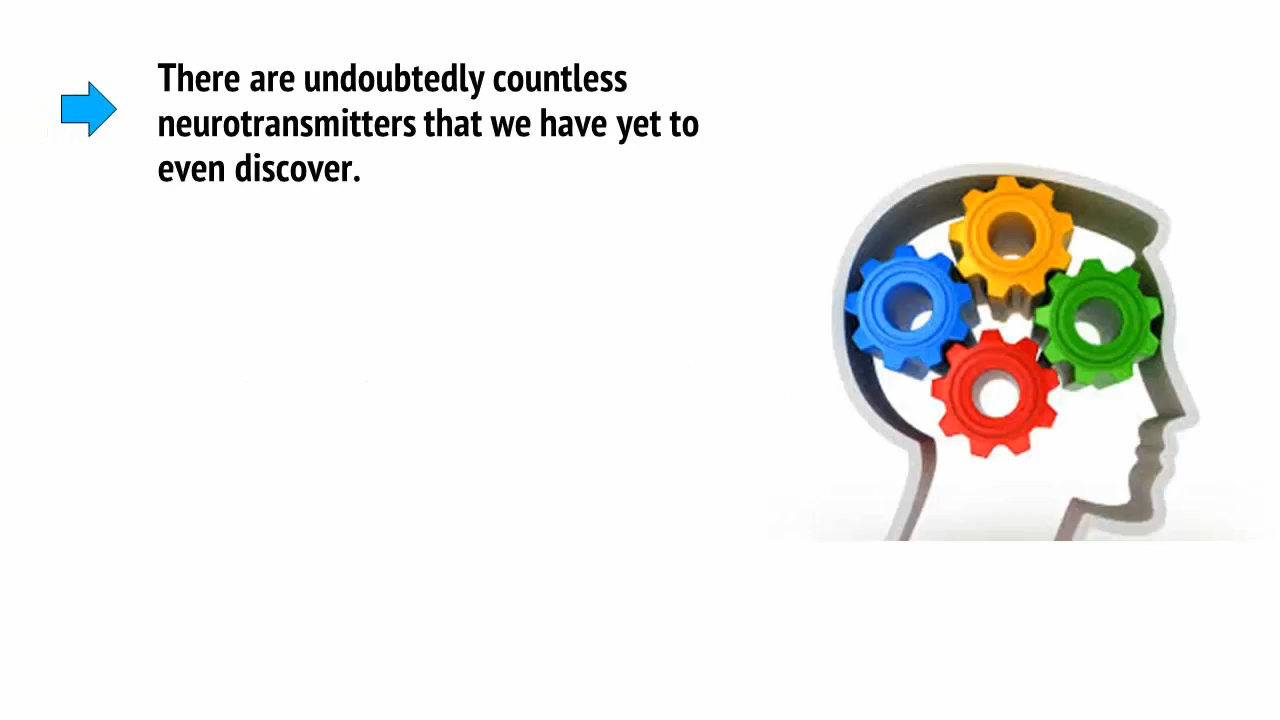 There are undoubtedly countless
neurotransmitters that we have yet to
even discover.